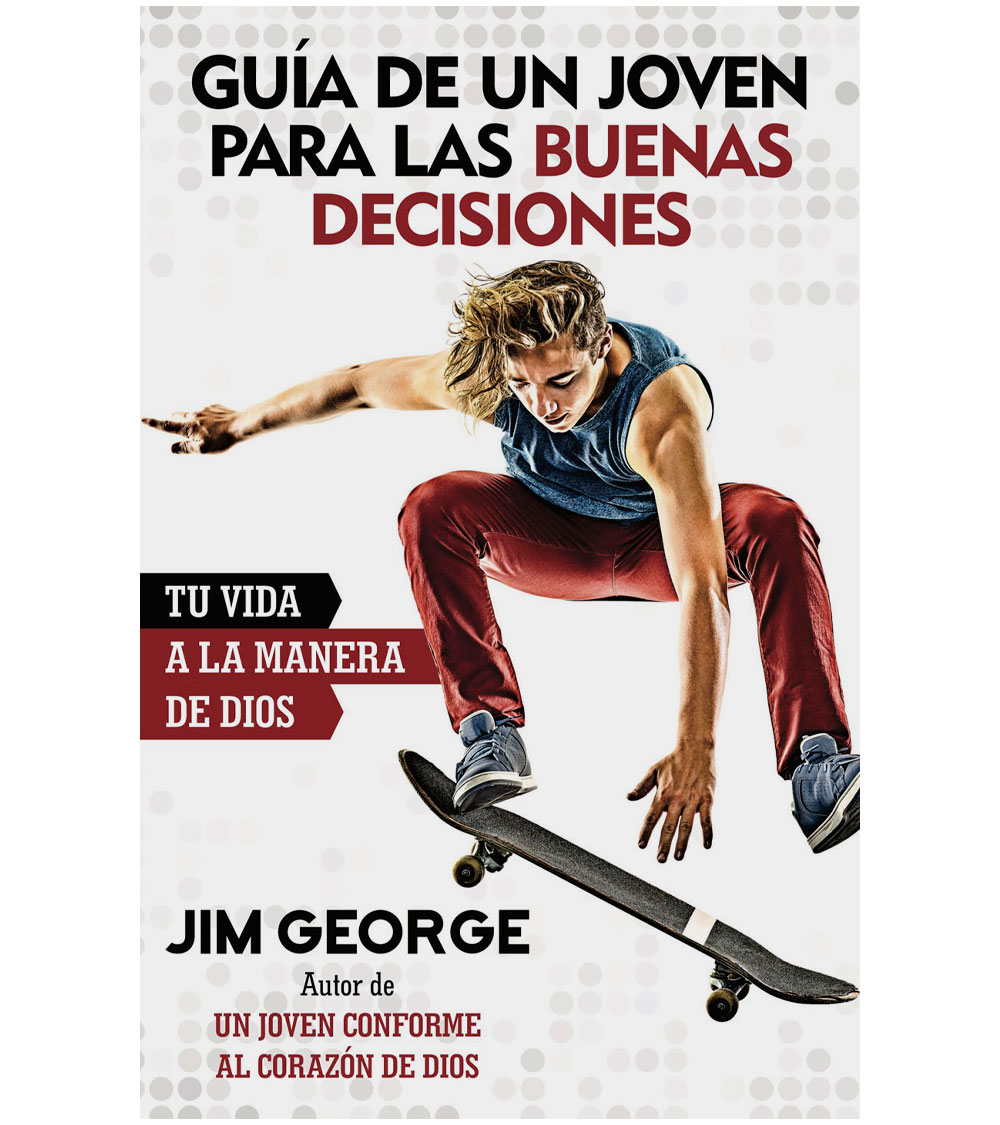 GUÍA DE UN JOVEN
PARA LAS BUENAS
DECISIONES
TU VIDA
A LA MANERA
DE DIOS
JIM GEORGE
Autor de
UN JOVEN CONFORME
AL CORAZÓN DE DIOS